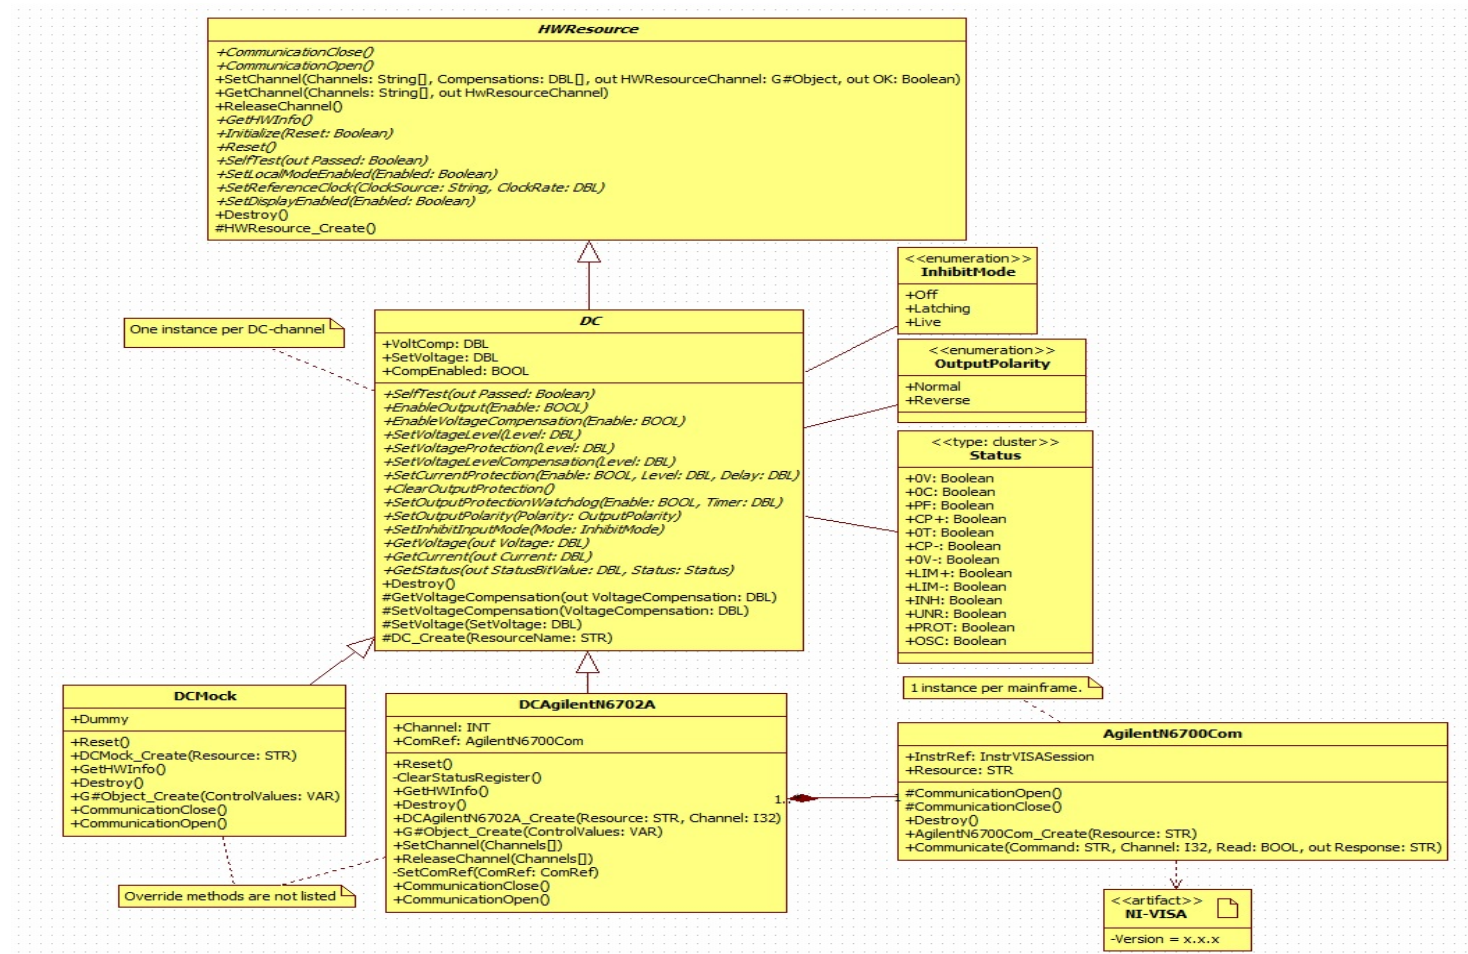 HWResource
+CommunicationClose()
+CommunicationOpen()
+SetChannel(Channels: String[], Compensations: DBL[], out HWResourceChannel: G#Object, out OK: Boolean)
+GetChannel(Channels: String[], out HwResourceChannel)
+ReleaseChannel()
+GetHWInfo()
+Initialize(Reset: Boolean)
+Reset()
+SelfTest(out Passed: Boolean)
+SetLocalModeEnabled(Enabled: Boolean)
+SetReferenceClock(ClockSource: String, ClockRate: DBL)
+SetDisplayEnabled(Enabled: Boolean)
+Destroy()
#HWResource_Create()
<<enumeration>>
InhibitMode
+Off
+Latching
+Live
One instance per DC-channel
DC
+VoltComp: DBL
+SetVoltage: DBL
+CompEnabled: BOOL
+SelfTest(out Passed: Boolean)
+EnableOutput(Enable: BOOL)
+EnableVoltageCompensation(Enable: BOOL)
+SetVoltageLevel(Level: DBL)
+SetVoltageProtection(Level: DBL)
+SetVoltageLevelCompensation(Level: DBL)
+SetCurrentProtection(Enable: BOOL, Level: DBL, Delay: DBL)
+ClearOutputProtection()
+SetOutputProtectionWatchdog(Enable: BOOL, Timer: DBL)
+SetOutputPolarity(Polarity: OutputPolarity)
+SetInhibitInputMode(Mode: InhibitMode)
+GetVoltage(out Voltage: DBL)
+GetCurrent(out Current: DBL)
+GetStatus(out StatusBitValue: DBL, Status: Status)
+Destroy()
#GetVoltageCompensation(out VoltageCompensation: DBL)
#SetVoltageCompensation(VoltageCompensation: DBL)
#SetVoltage(SetVoltage: DBL)
#DC_Create(ResourceName: STR)
<<enumeration>>
OutputPolarity
+Normal
+Reverse
<<type: cluster>>
Status
+0V: Boolean
+0C: Boolean
+PF: Boolean
+CP+: Boolean
+0T: Boolean
+CP-: Boolean
+0V-: Boolean
+LIM+: Boolean
+LIM-: Boolean
+INH: Boolean
+UNR: Boolean
+PROT: Boolean
+OSC: Boolean
DCMock
+Dummy
+Reset()
+DCMock_Create(Resource: STR)
+GetHWInfo()
+Destroy()
+G#Object_Create(ControlValues: VAR)
+CommunicationClose()
+CommunicationOpen()
Override methods are not listed
DCAgilentN6702A
+Channel: INT
+ComRef: AgilentN6700Com
+Reset()
-ClearStatusRegister()
+GetHWInfo()
+Destroy()
+DCAgilentN6702A_Create(Resource: STR, Channel: I32)
+G#Object_Create(ControlValues: VAR)
+SetChannel(Channels[])
+ReleaseChannel(Channels[])
-SetComRef(ComRef: ComRef)
+CommunicationClose()
+CommunicationOpen()
1..
1
1 instance per mainframe.
AgilentN6700Com
+InstrRef: InstrVISASession
+Resource: STR
#CommunicationOpen()
#CommunicationClose()
+Destroy()
+AgilentN6700Com_Create(Resource: STR)
+Communicate(Command: STR, Channel: I32, Read: BOOL, out Response: STR)
<<artifact>>
NI-VISA
-Version = x.x.x